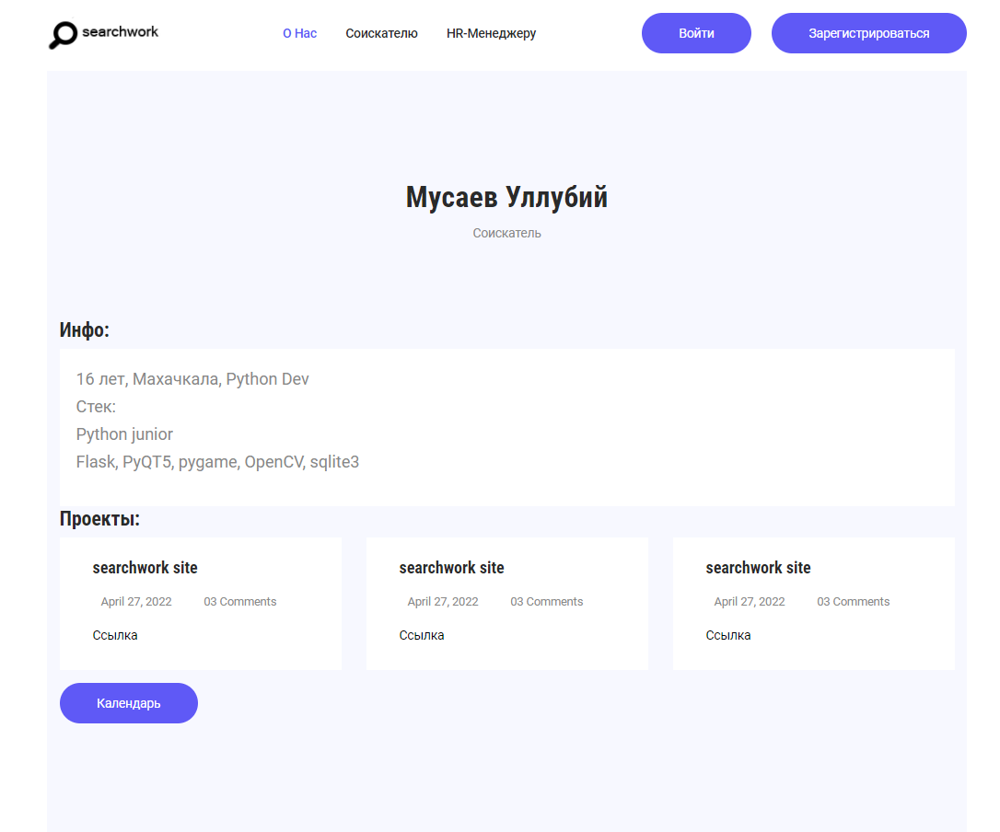 searchwork О Нас Соискателю HR-Менеджеру Войти Зарегистрироваться
Мусаев Уллубий
Соискатель
Инфо:
16 лет, Махачкала, Python Dev
Стек:
Python junior
Flask, PyQT5, pygame, OpenCV, sqlite3
Проекты:
searchwork site searchwork site searchwork site
April 27, 2022 03 Comments April 27, 2022 03 Comments April 27, 2022 03 Comments
Ссылка Ссылка Ссылка
Календарь